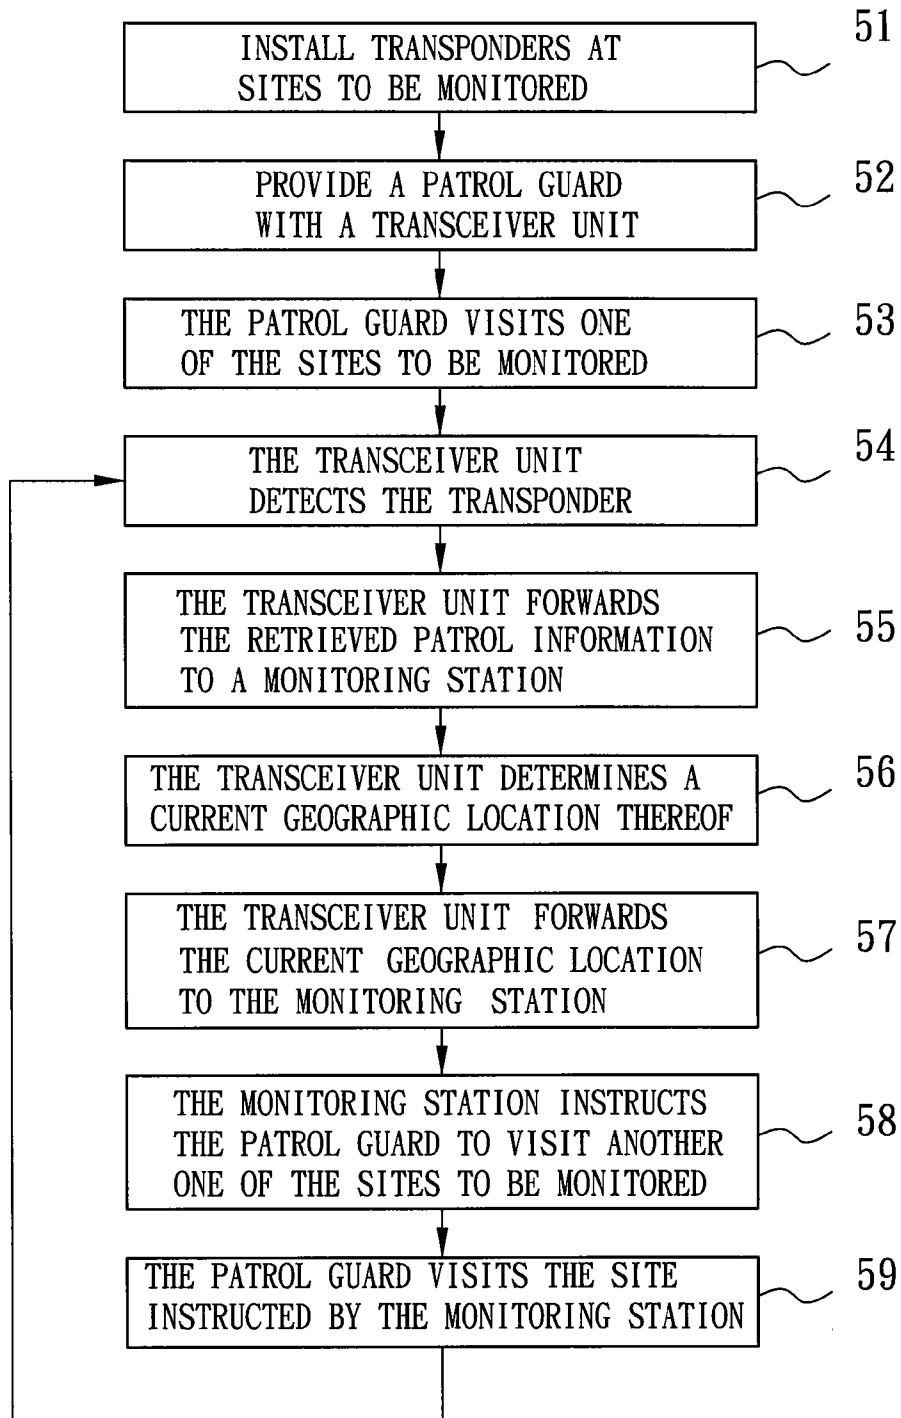 51
INSTALL TRANSPONDERS AT
SITES TO BE MONITORED
52
PROVIDE A PATROL GUARD
WITH A TRANSCEIVER UNIT
53
THE PATROL GUARD VISITS ONE
OF THE SITES TO BE MONITORED
54
THE TRANSCEIVER UNIT
DETECTS THE TRANSPONDER
55
THE TRANSCEIVER UNIT FORWARDS
THE RETRIEVED PATROL INFORMATION
TO A MONITORING STATION
56
THE TRANSCEIVER UNIT DETERMINES A
CURRENT GEOGRAPHIC LOCATION THEREOF
57
THE TRANSCEIVER UNIT FORWARDS
THE CURRENT GEOGRAPHIC LOCATION
TO THE MONITORING STATION
58
THE MONITORING STATION INSTRUCTS
THE PATROL GUARD TO VISIT ANOTHER
ONE OF THE SITES TO BE MONITORED
59
THE PATROL GUARD VISITS THE SITE
INSTRUCTED BY THE MONITORING STATION